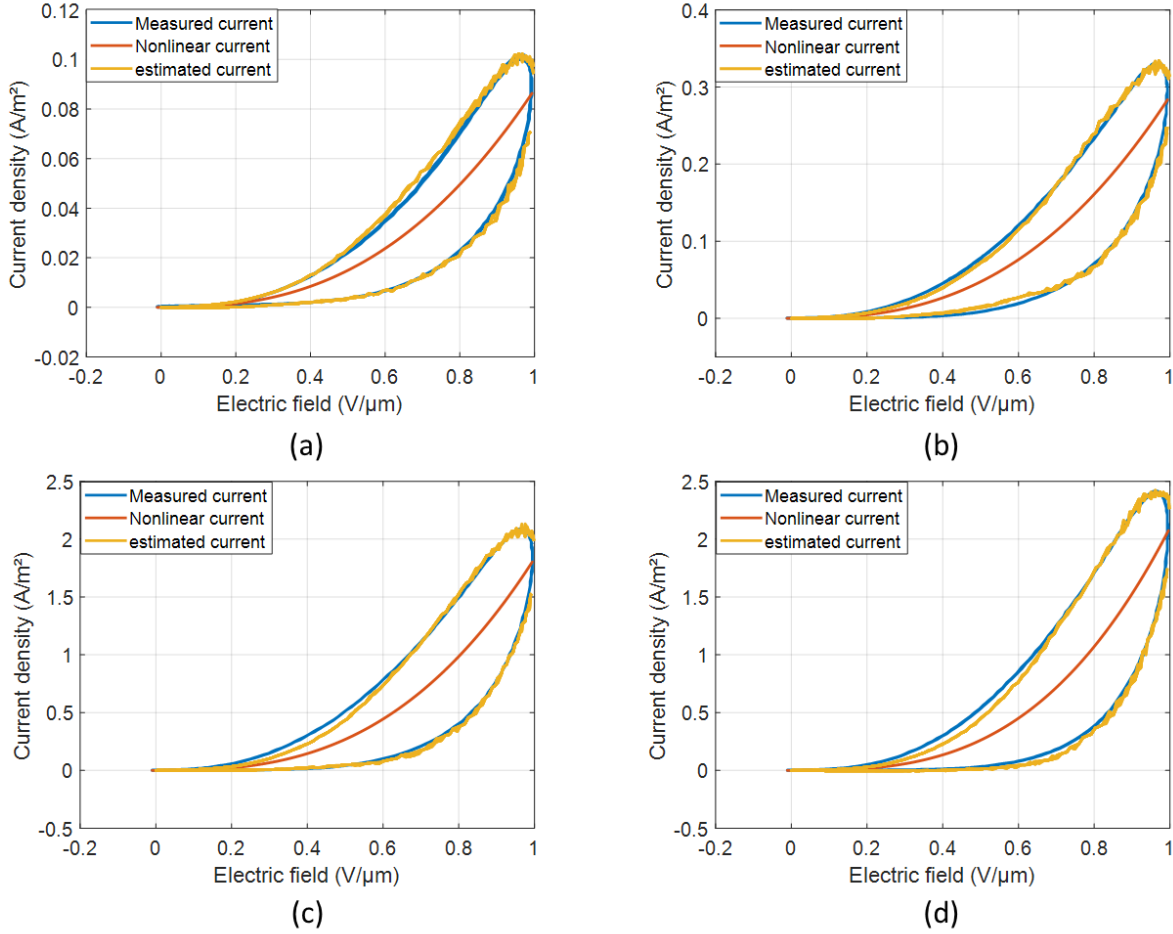 Measured current
Nonlinear current
estimated current
0.12
0.1
0.08
0.06
0.04
0.02
0
-0.02
Current density (A/m²)
-0.2 0 0.2 0.4 0.6 0.8 1
Electric field (V/μm)
(a)
Measured current
Nonlinear current
estimated current
0.4
0.3
0.2
0.1
0
Current density (A/m²)
-0.2 0 0.2 0.4 0.6 0.8 1
Electric field (V/μm)
(b)
Measured current
Nonlinear current
estimated current
2.5
2
1.5
1
0.5
0
-0.5
Current density (A/m²)
-0.2 0 0.2 0.4 0.6 0.8 1
Electric field (V/μm)
(c)
Measured current
Nonlinear current
estimated current
2.5
2
1.5
1
0.5
0
-0.5
Current density (A/m²)
-0.2 0 0.2 0.4 0.6 0.8 1
Electric field (V/μm)
(d)